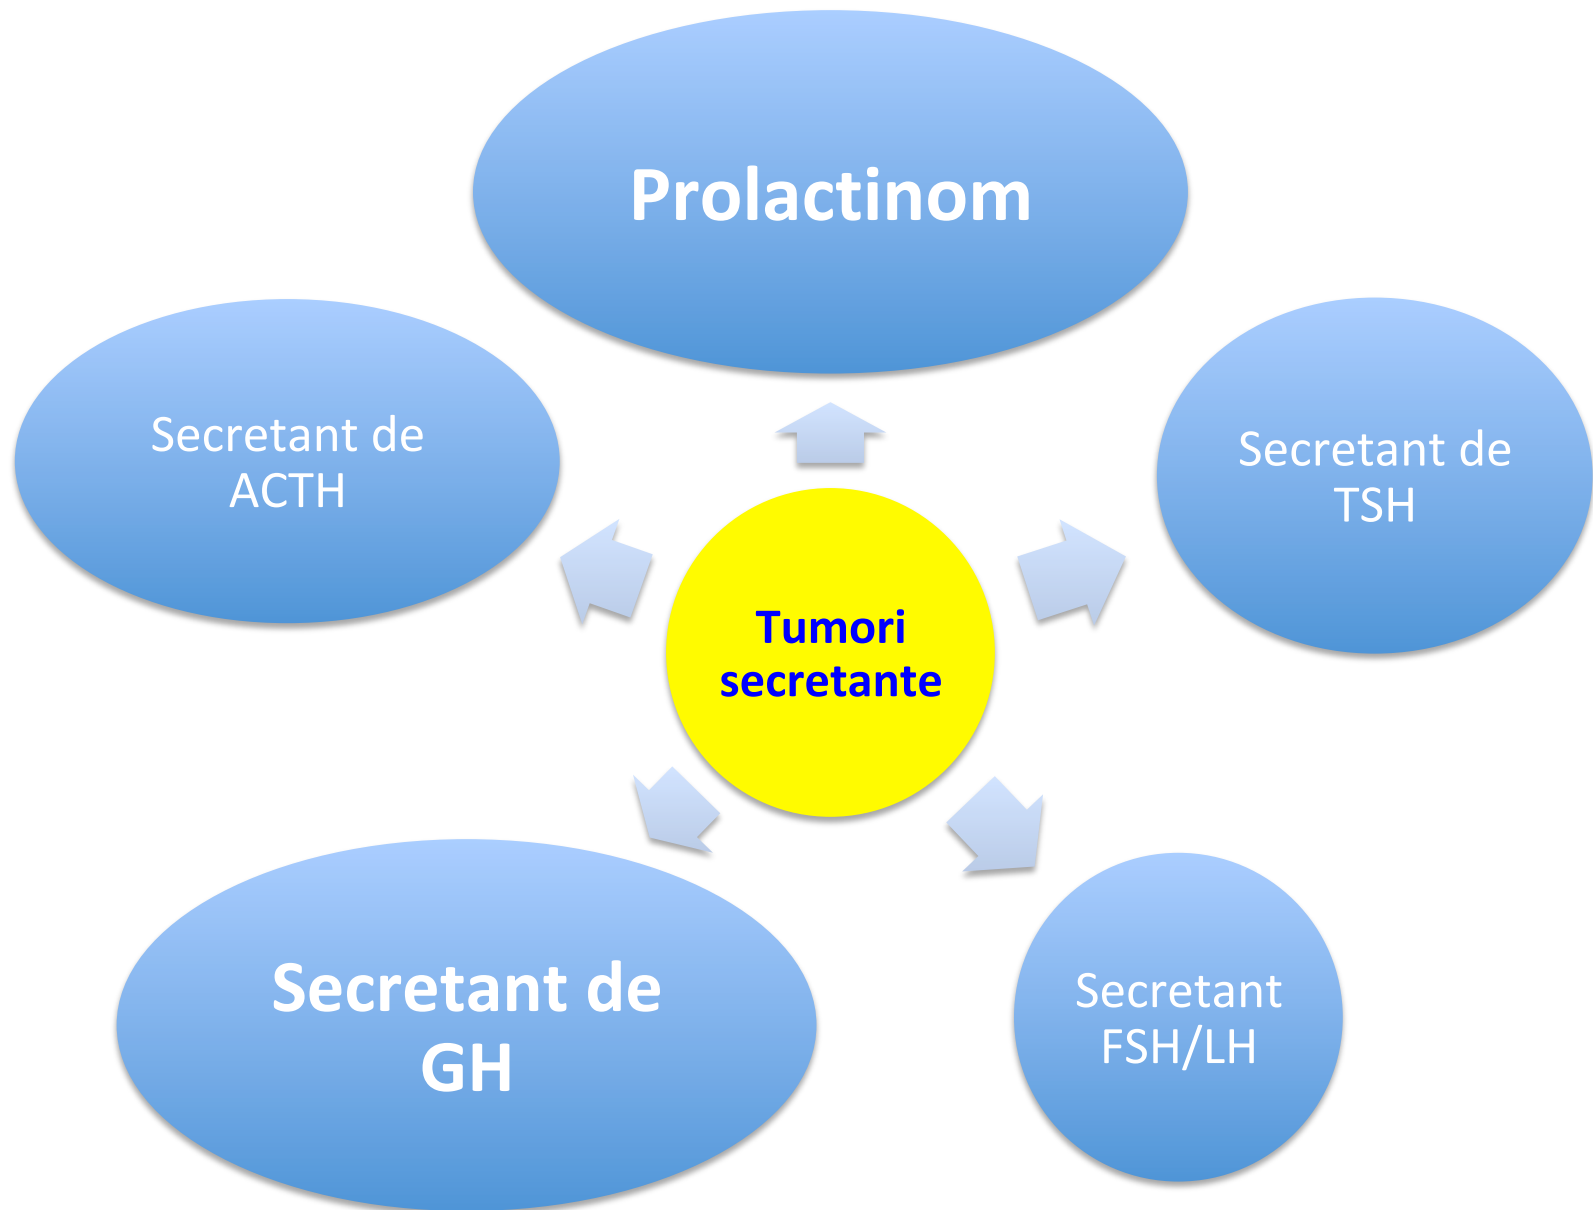 Prolactinom
Secretant de
ACTH
Secretant de
TSH
Tumori
secretante
Secretant de
GH
Secretant
FSH/LH